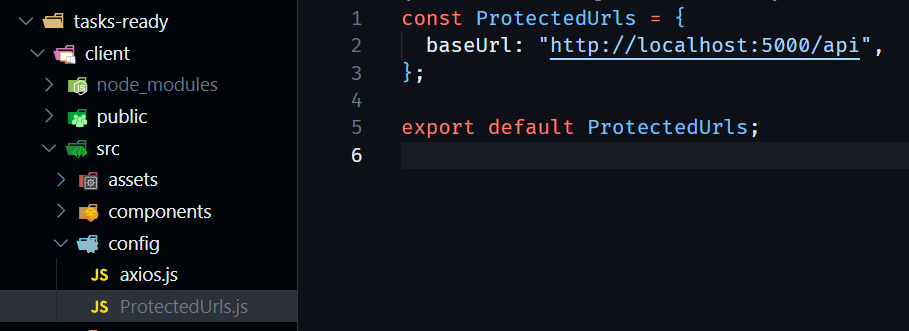 tasks-ready
client
node_modules
public
src
assets
components
config
JS axios.js
JS ProtectedUrls.js
1 const ProtectedUrls = {
2   baseUrl: "http://localhost:5000/api",
3 };
4
5 export default ProtectedUrls;
6